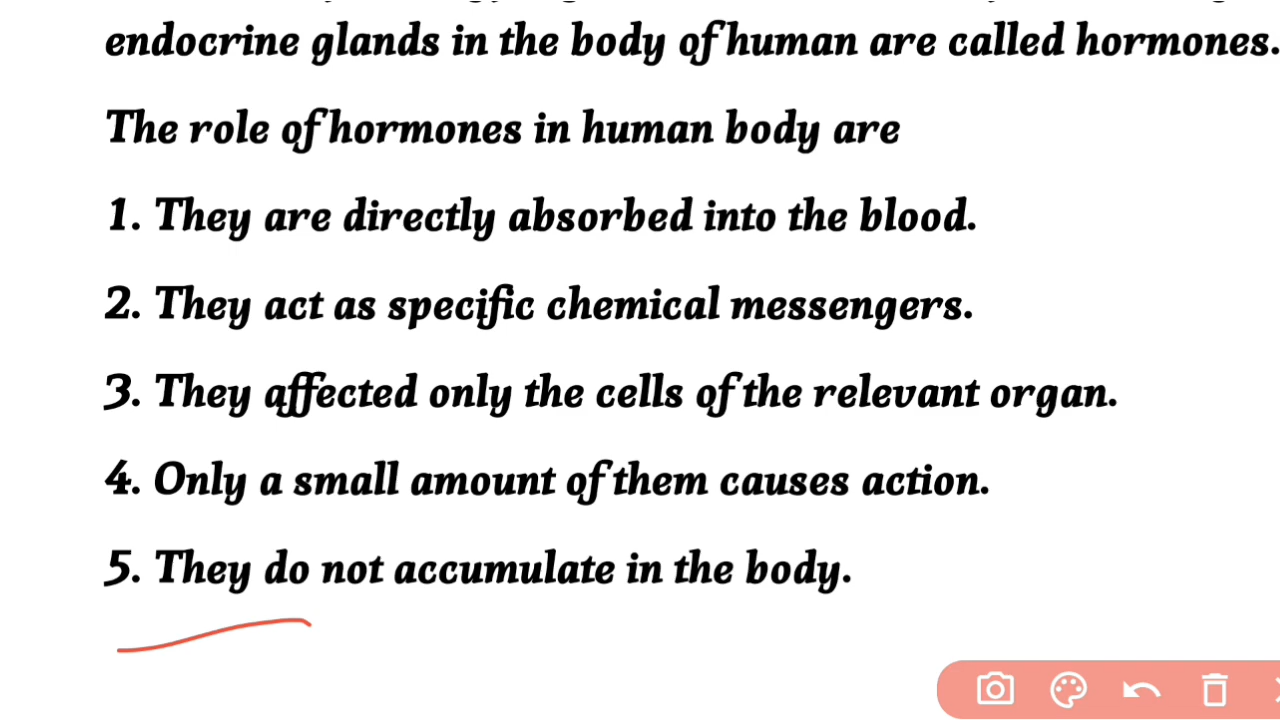 endocrine glands in the body of human are called hormones.
The role of hormones in human body are
1. They are directly absorbed into the blood.
2. They act as specific chemical messengers.
3. They affected only the cells of the relevant organ.
4. Only a small amount of them causes action.
5. They do not accumulate in the body.